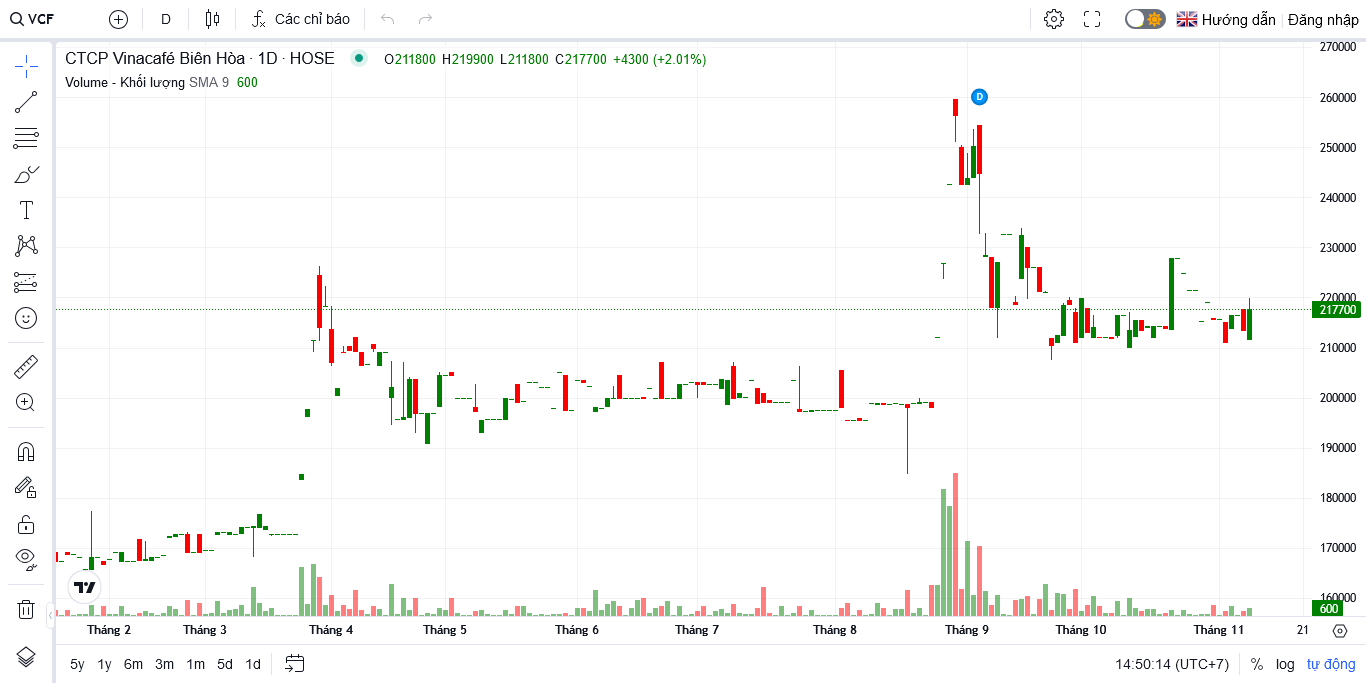 VCF D Các chỉ báo Hướng dẫn Đăng nhập
CTCP Vinacafé Biên Hòa · 1D · HOSE O211800 H219900 L211800 C217700 +4300 (+2.01%)
Volume - Khối lượng SMA 9 600
D
270000
260000
250000
240000
230000
220000
217700
210000
200000
190000
180000
170000
160000
600
Tháng 2 Tháng 3 Tháng 4 Tháng 5 Tháng 6 Tháng 7 Tháng 8 Tháng 9 Tháng 10 Tháng 11 21
5y 1y 6m 3m 1m 5d 1d 14:50:14 (UTC+7) % log tự động